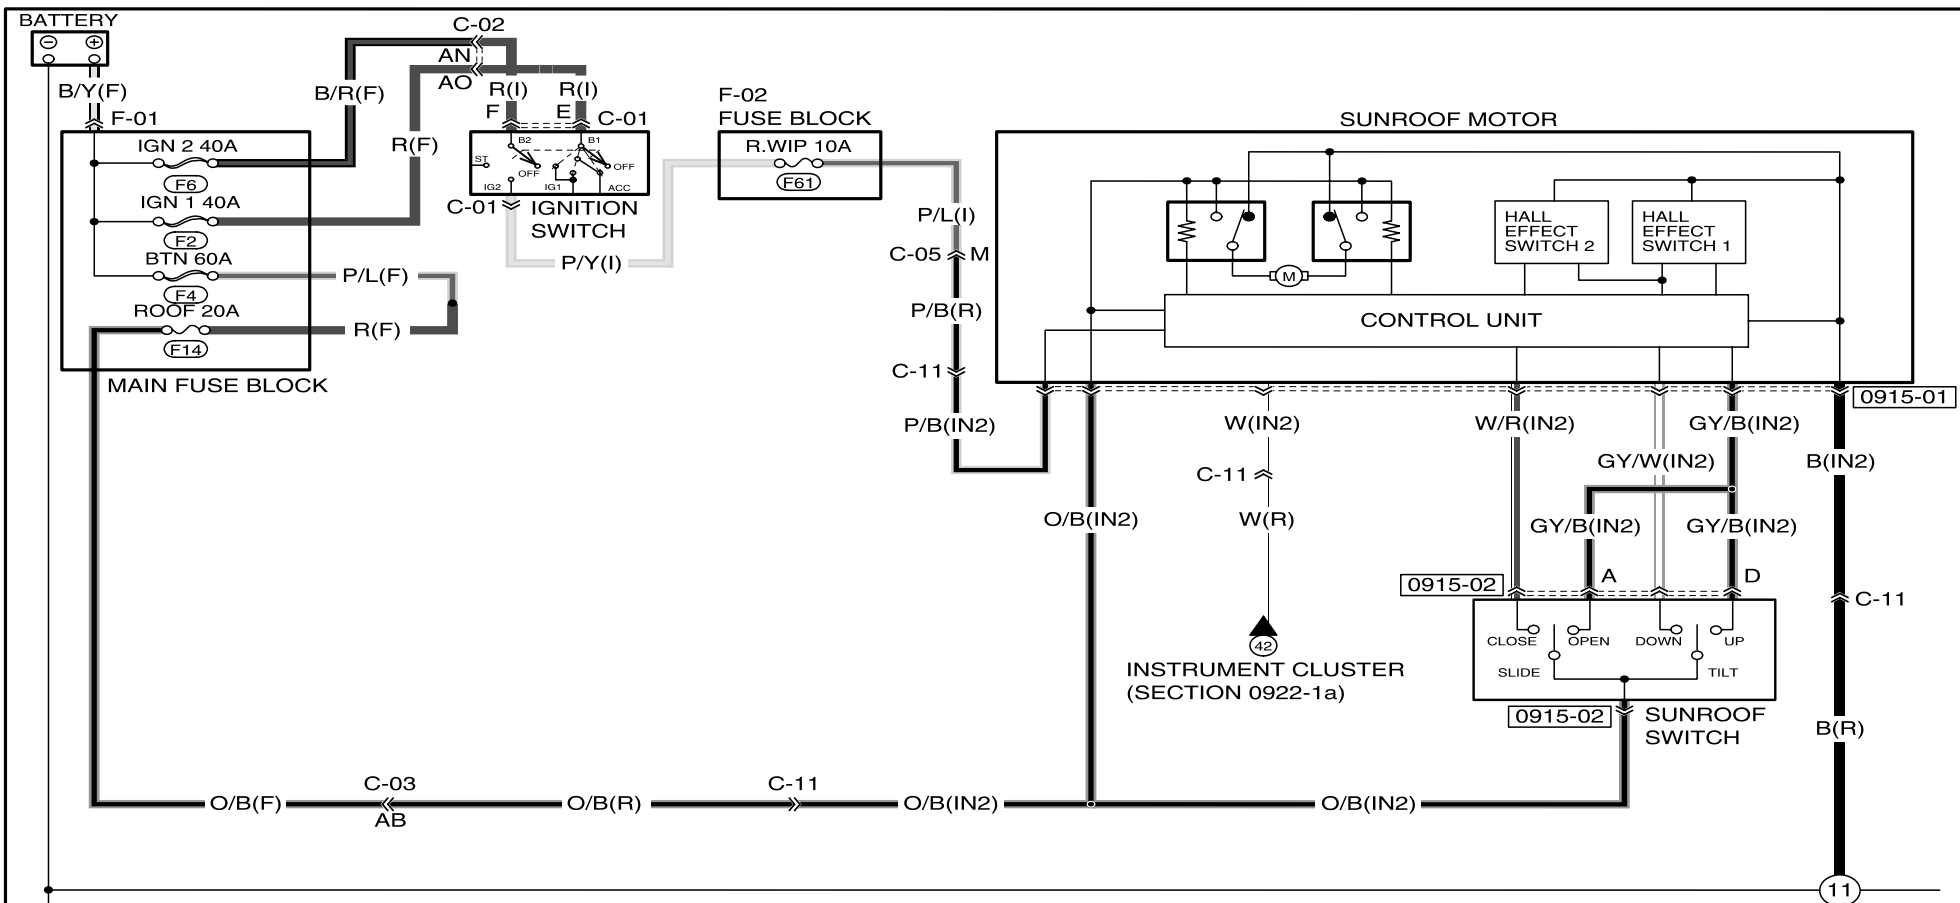 BATTERY
− +
B/Y(F)
F-01
IGN 2 40A
F6
IGN 1 40A
F2
BTN 60A
F4
ROOF 20A
F14
MAIN FUSE BLOCK
B/R(F)
R(F)
P/L(F)
R(F)
C-02
AN
AO
R(I)
R(I)
F
E
C-01
B2
B1
ST
OFF
OFF
IG2
IG1
ACC
C-01
IGNITION
SWITCH
P/Y(I)
F-02
FUSE BLOCK
R.WIP 10A
F61
P/L(I)
C-05
M
P/B(R)
C-11
P/B(IN2)
SUNROOF MOTOR
M
HALL
EFFECT
SWITCH 2
HALL
EFFECT
SWITCH 1
CONTROL UNIT
0915-01
W(IN2)
C-11
W(R)
42
INSTRUMENT CLUSTER
(SECTION 0922-1a)
O/B(IN2)
W/R(IN2)
GY/B(IN2)
GY/W(IN2)
B(IN2)
GY/B(IN2)
GY/B(IN2)
0915-02
A
D
C-11
CLOSE
OPEN
DOWN
UP
SLIDE
TILT
0915-02
SUNROOF
SWITCH
B(R)
C-03
AB
C-11
O/B(F)
O/B(R)
O/B(IN2)
O/B(IN2)
11